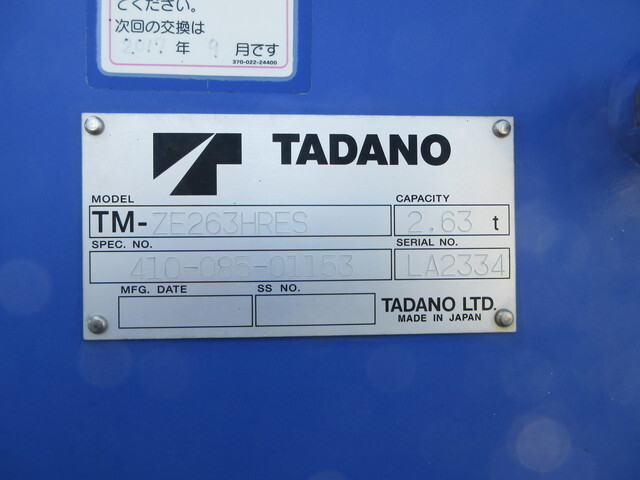 てください。
次回の交換は
2017 年 9 月です
370-022-24400
TADANO
MODEL
CAPACITY
TM-ZE263HRES
2.63 t
SPEC. NO.
SERIAL NO.
410-085-01153
LA2334
MFG. DATE
SS NO.
TADANO LTD.
MADE IN JAPAN